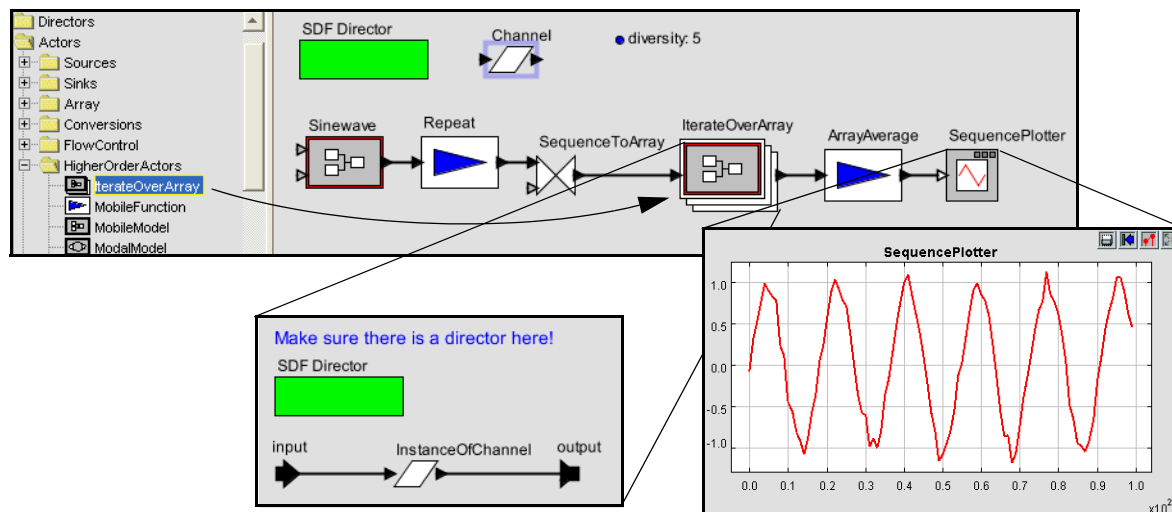 Directors
Actors
Sources
Sinks
Array
Conversions
FlowControl
HigherOrderActors
IterateOverArray
MobileFunction
MobileModel
ModalModel
SDF Director
Channel
diversity: 5
Sinewave
Repeat
SequenceToArray
IterateOverArray
ArrayAverage
SequencePlotter
Make sure there is a director here!
SDF Director
input
InstanceOfChannel
output
SequencePlotter
1.0
0.5
0.0
-0.5
-1.0
0.0 0.1 0.2 0.3 0.4 0.5 0.6 0.7 0.8 0.9 1.0
x10²